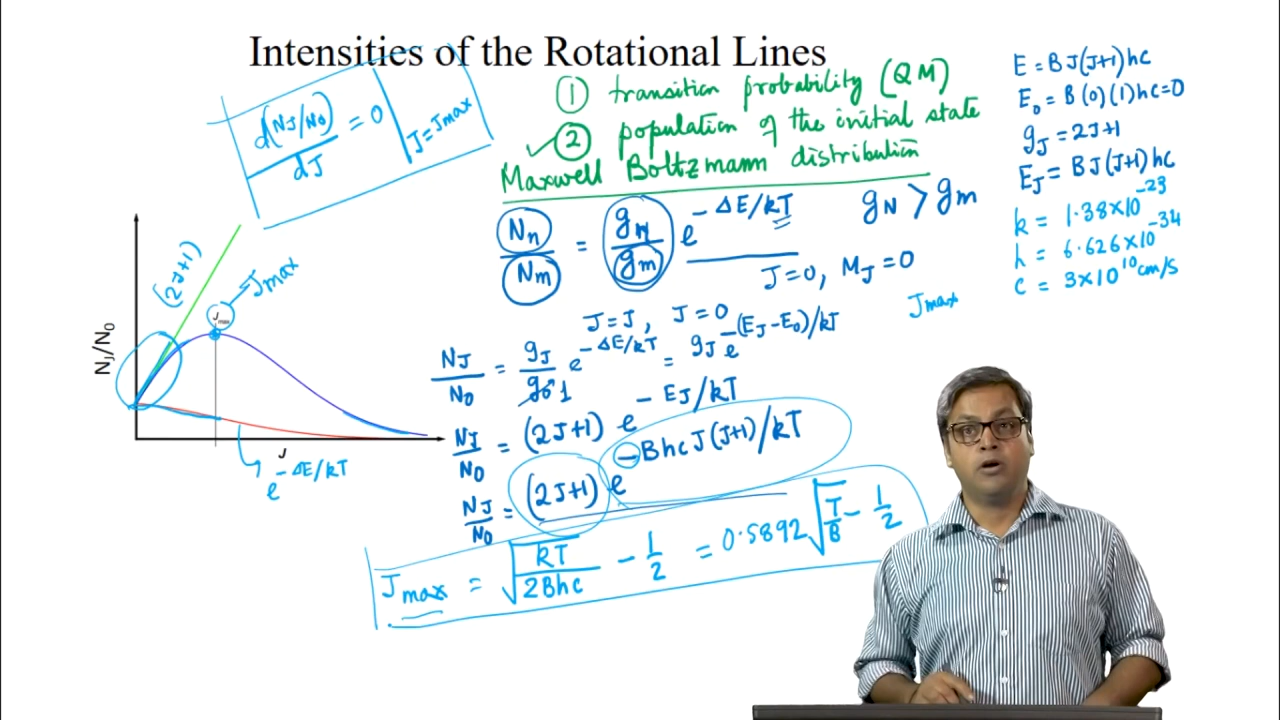 Intensities of the Rotational Lines
d(NJ/N0)/dJ = 0 | J=Jmax
① transition probability (QM)
✓② population of the initial state
Maxwell Boltzmann distribution
E = BJ(J+1)hc
E0 = B(0)(1)hc=0
gJ = 2J+1
EJ = BJ(J+1)hc
k = 1.38×10^-23
h = 6.626×10^-34
c = 3×10^10 cm/s
Jmax
Nn/Nm = gn/gm e^-ΔE/kT
gN > gm
J=0, MJ=0
J=J, J=0
NJ/N0 = gJ/g0 1 e^-ΔE/kT = gJ e^-(EJ-E0)/kT
NJ/N0 = (2J+1) e^-EJ/kT
NJ/N0 = (2J+1) e^-BhcJ(J+1)/kT
Jmax = √kT/2Bhc - 1/2 = 0.5892 √T/B - 1/2
(2J+1)
Jmax
Jmax
NJ/N0
J
e^-ΔE/kT